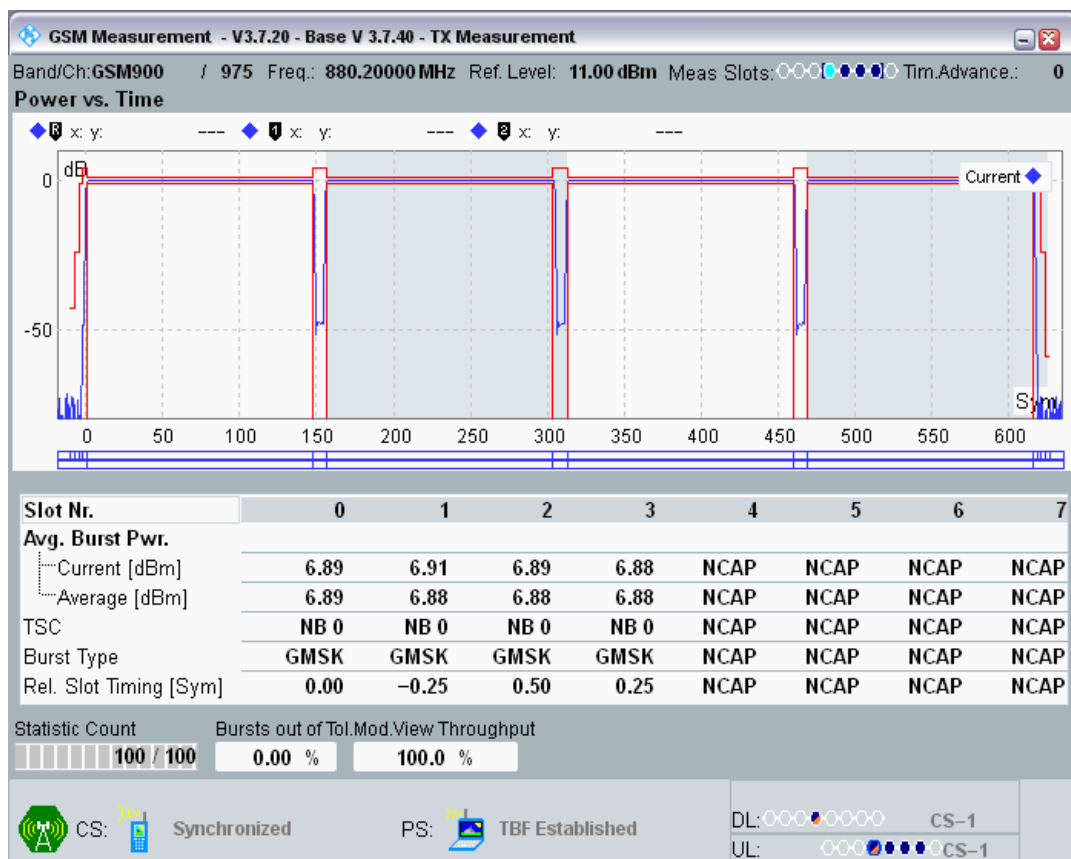 GSM Measurement - V3.7.20 - Base V 3.7.40 - TX Measurement
Band/Ch:GSM900 / 975 Freq.: 880.20000 MHz Ref. Level: 11.00 dBm Meas Slots: Tim.Advance.: 0
Power vs. Time
R x: y: --- 1 x: y: --- 2 x: y: ---
dB
Current
0
-50
Sym
0 50 100 150 200 250 300 350 400 450 500 550 600
Slot Nr. 0 1 2 3 4 5 6 7
Avg. Burst Pwr.
Current [dBm] 6.89 6.91 6.89 6.88 NCAP NCAP NCAP NCAP
Average [dBm] 6.89 6.88 6.88 6.88 NCAP NCAP NCAP NCAP
TSC NB 0 NB 0 NB 0 NB 0 NCAP NCAP NCAP NCAP
Burst Type GMSK GMSK GMSK GMSK NCAP NCAP NCAP NCAP
Rel. Slot Timing [Sym] 0.00 −0.25 0.50 0.25 NCAP NCAP NCAP NCAP
Statistic Count Bursts out of Tol.Mod.View Throughput
100 / 100 0.00 % 100.0 %
CS: Synchronized PS: TBF Established
DL: CS−1
UL: CS−1